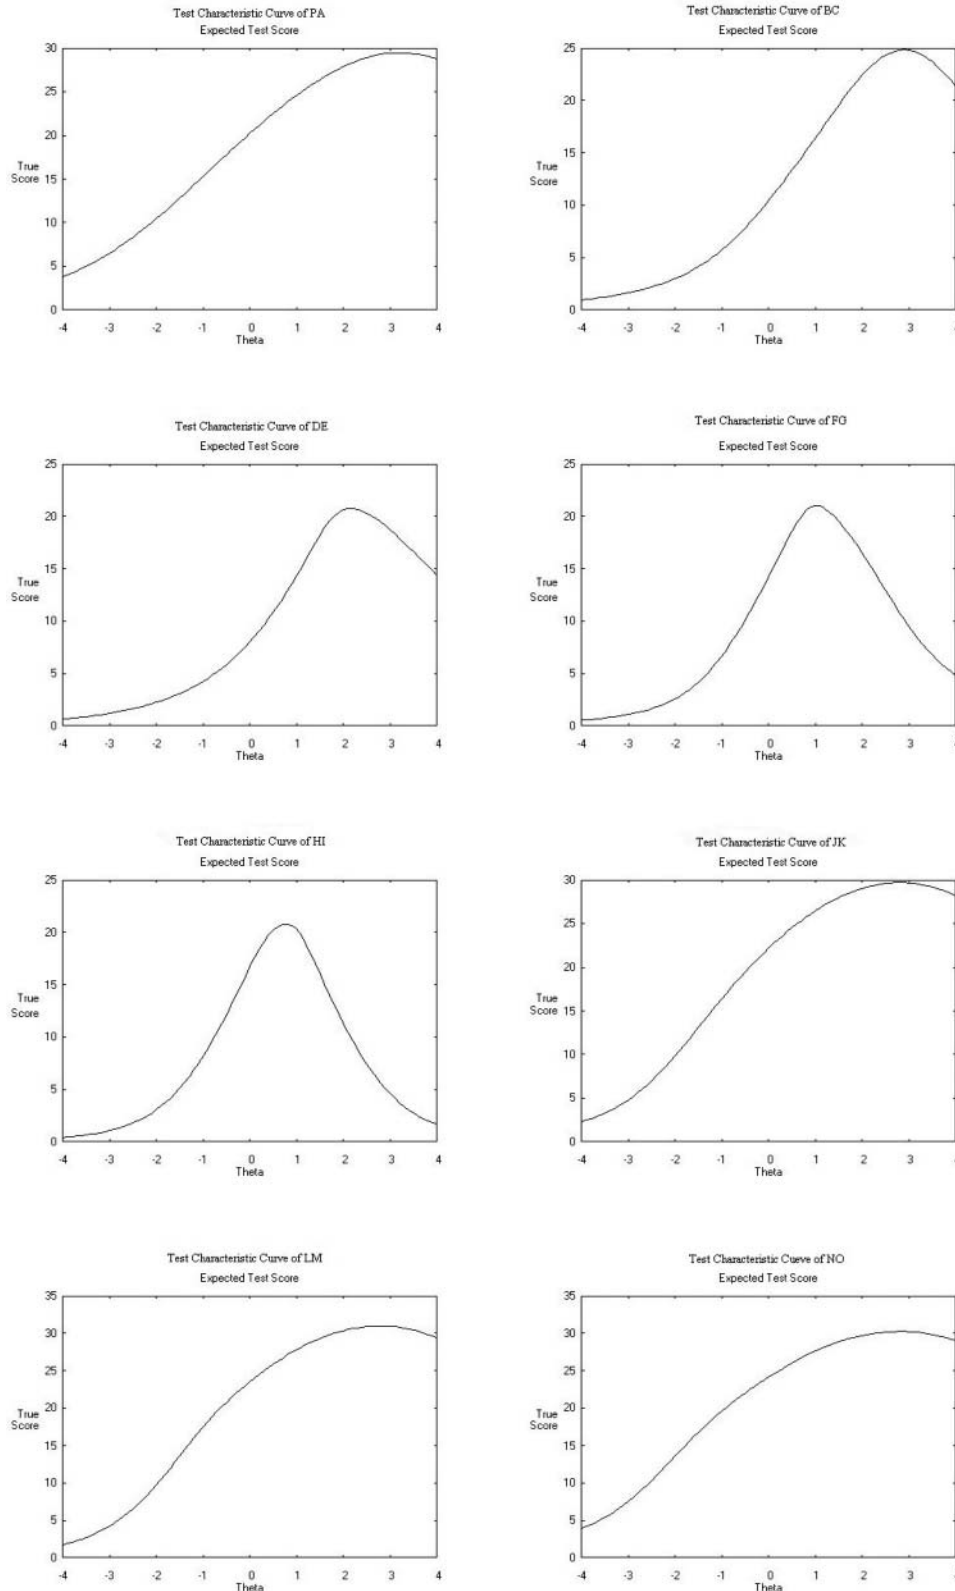 Test Characteristic Curve of PA
Expected Test Score
30
25
20
True
Score
15
10
5
0
-4 -3 -2 -1 0 1 2 3 4
Theta
Test Characteristic Curve of BC
Expected Test Score
25
20
15
True
Score
10
5
0
-4 -3 -2 -1 0 1 2 3 4
Theta
Test Characteristic Curve of DE
Expected Test Score
25
20
15
True
Score
10
5
0
-4 -3 -2 -1 0 1 2 3 4
Theta
Test Characteristic Curve of FG
Expected Test Score
25
20
15
True
Score
10
5
0
-4 -3 -2 -1 0 1 2 3 4
Theta
Test Characteristic Curve of HI
Expected Test Score
25
20
15
True
Score
10
5
0
-4 -3 -2 -1 0 1 2 3 4
Theta
Test Characteristic Curve of JK
Expected Test Score
30
25
20
True
Score
15
10
5
0
-4 -3 -2 -1 0 1 2 3 4
Theta
Test Characteristic Curve of LM
Expected Test Score
35
30
25
20
True
Score
15
10
5
0
-4 -3 -2 -1 0 1 2 3 4
Theta
Test Characteristic Cueve of NO
Expected Test Score
35
30
25
20
True
Score
15
10
5
0
-4 -3 -2 -1 0 1 2 3 4
Theta